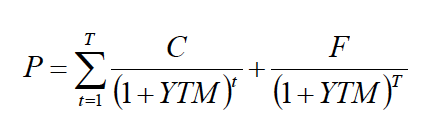 P = \sum_{t=1}^{T} \frac{C}{(1+YTM)^t} + \frac{F}{(1+YTM)^T}